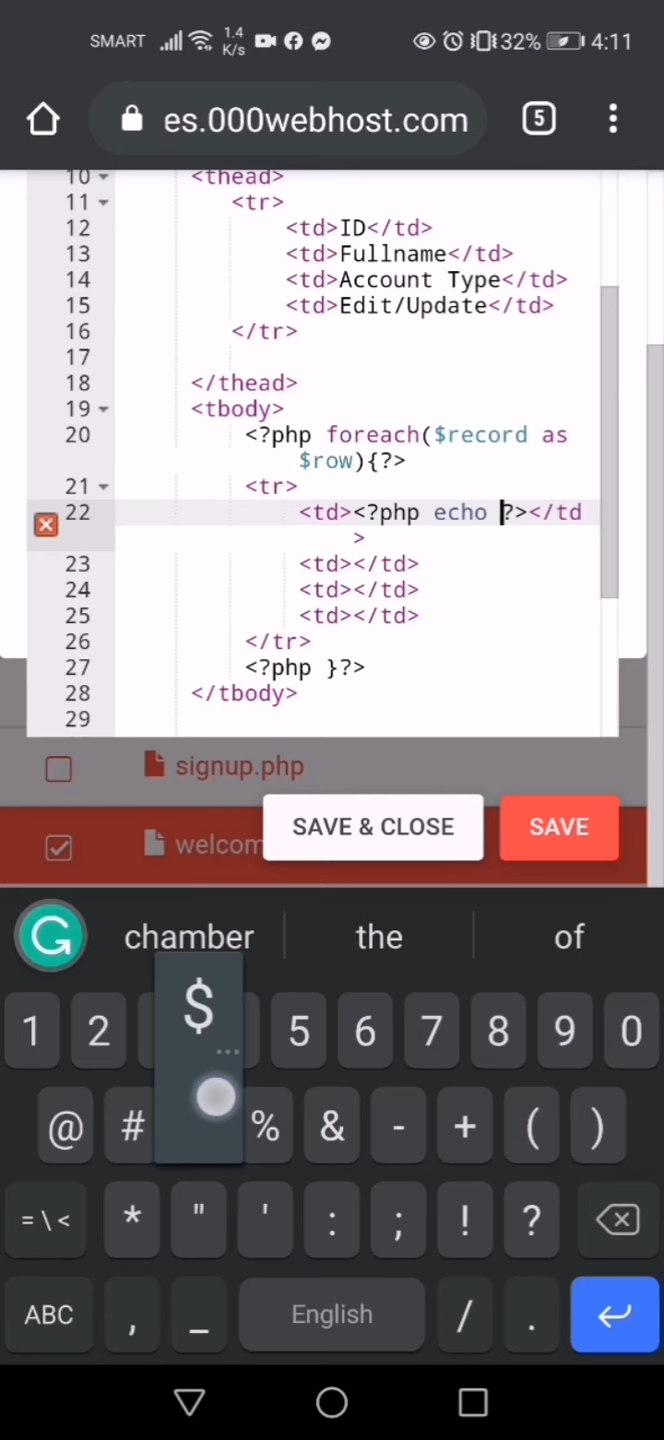 SMART 1.4 K/s 32% 4:11
es.000webhost.com 5
10 <thead>
11 <tr>
12 <td>ID</td>
13 <td>Fullname</td>
14 <td>Account Type</td>
15 <td>Edit/Update</td>
16 </tr>
17
18 </thead>
19 <tbody>
20 <?php foreach($record as
$row){?>
21 <tr>
22 <td><?php echo ?></td
>
23 <td></td>
24 <td></td>
25 <td></td>
26 </tr>
27 <?php }?>
28 </tbody>
29
signup.php
welcom
SAVE & CLOSE SAVE
chamber the of
$
1 2 5 6 7 8 9 0
@ # % & - + ( )
= \ < * " ' : ; ! ?
ABC , _ English / .